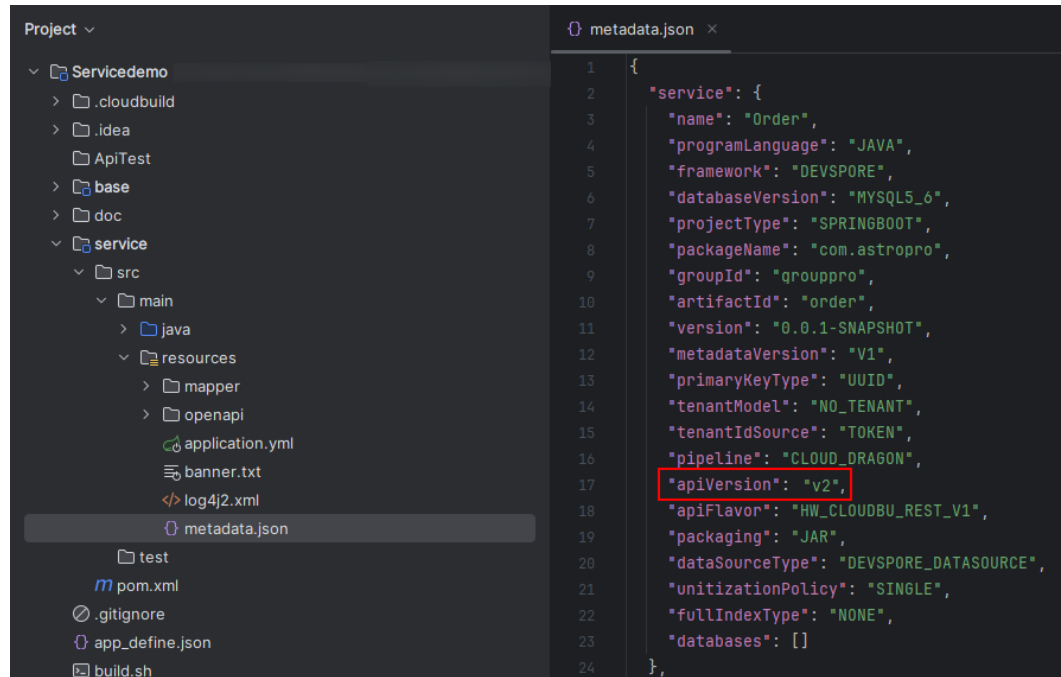 Project
Servicedemo
.cloudbuild
.idea
ApiTest
base
doc
service
src
main
java
resources
mapper
openapi
application.yml
banner.txt
log4j2.xml
metadata.json
test
pom.xml
.gitignore
app_define.json
build.sh
metadata.json
1 {
2 "service": {
3 "name": "Order",
4 "programLanguage": "JAVA",
5 "framework": "DEVSPORE",
6 "databaseVersion": "MYSQL5_6",
7 "projectType": "SPRINGBOOT",
8 "packageName": "com.astropro",
9 "groupId": "grouppro",
10 "artifactId": "order",
11 "version": "0.0.1-SNAPSHOT",
12 "metadataVersion": "V1",
13 "primaryKeyType": "UUID",
14 "tenantModel": "NO_TENANT",
15 "tenantIdSource": "TOKEN",
16 "pipeline": "CLOUD_DRAGON",
17 "apiVersion": "v2",
18 "apiFlavor": "HW_CLOUDBU_REST_V1",
19 "packaging": "JAR",
20 "dataSourceType": "DEVSPORE_DATASOURCE",
21 "unitizationPolicy": "SINGLE",
22 "fullIndexType": "NONE",
23 "databases": []
24 },